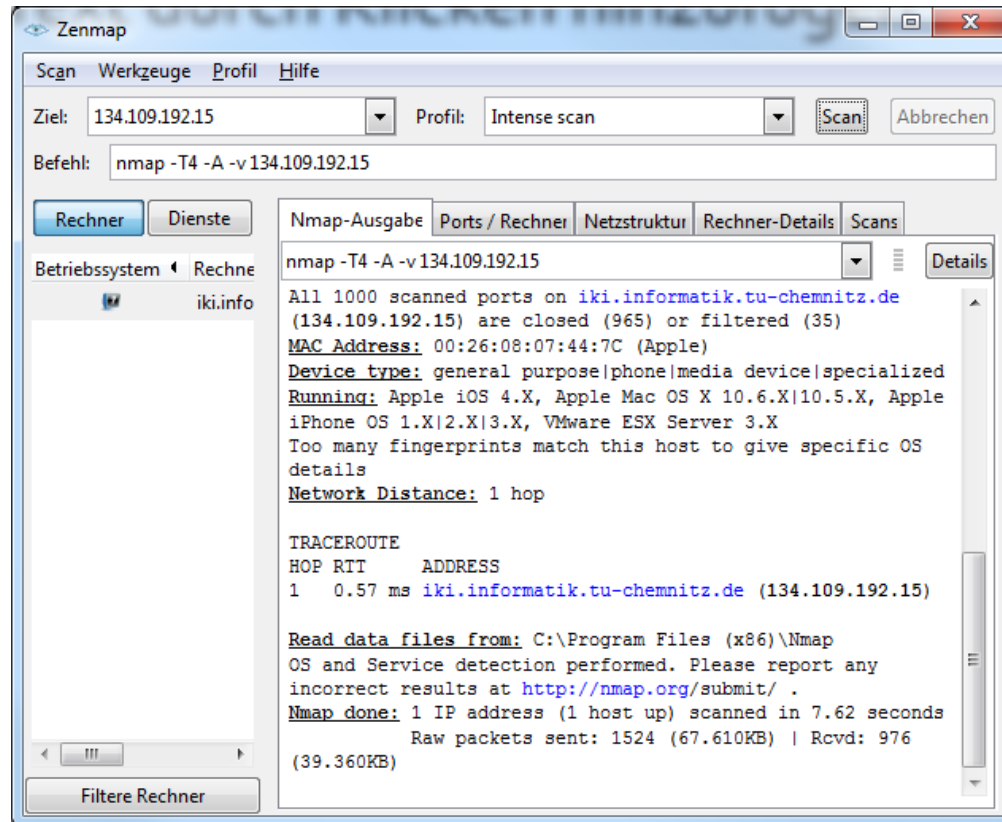 Zenmap
Scan Werkzeuge Profil Hilfe
Ziel: 134.109.192.15 Profil: Intense scan Scan Abbrechen
Befehl: nmap -T4 -A -v 134.109.192.15
Rechner Dienste
Betriebssystem Rechne
iki.info
Nmap-Ausgabe Ports / Rechner Netzstruktur Rechner-Details Scans
nmap -T4 -A -v 134.109.192.15 Details
All 1000 scanned ports on iki.informatik.tu-chemnitz.de
(134.109.192.15) are closed (965) or filtered (35)
MAC Address: 00:26:08:07:44:7C (Apple)
Device type: general purpose|phone|media device|specialized
Running: Apple iOS 4.X, Apple Mac OS X 10.6.X|10.5.X, Apple
iPhone OS 1.X|2.X|3.X, VMware ESX Server 3.X
Too many fingerprints match this host to give specific OS
details
Network Distance: 1 hop
TRACEROUTE
HOP RTT ADDRESS
1 0.57 ms iki.informatik.tu-chemnitz.de (134.109.192.15)
Read data files from: C:\Program Files (x86)\Nmap
OS and Service detection performed. Please report any
incorrect results at http://nmap.org/submit/ .
Nmap done: 1 IP address (1 host up) scanned in 7.62 seconds
Raw packets sent: 1524 (67.610KB) | Rcvd: 976
(39.360KB)
Filtere Rechner